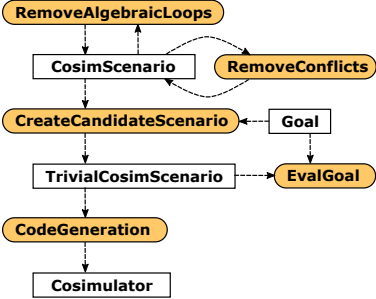 RemoveAlgebraicLoops
CosimScenario
RemoveConflicts
CreateCandidateScenario
Goal
TrivialCosimScenario
EvalGoal
CodeGeneration
Cosimulator